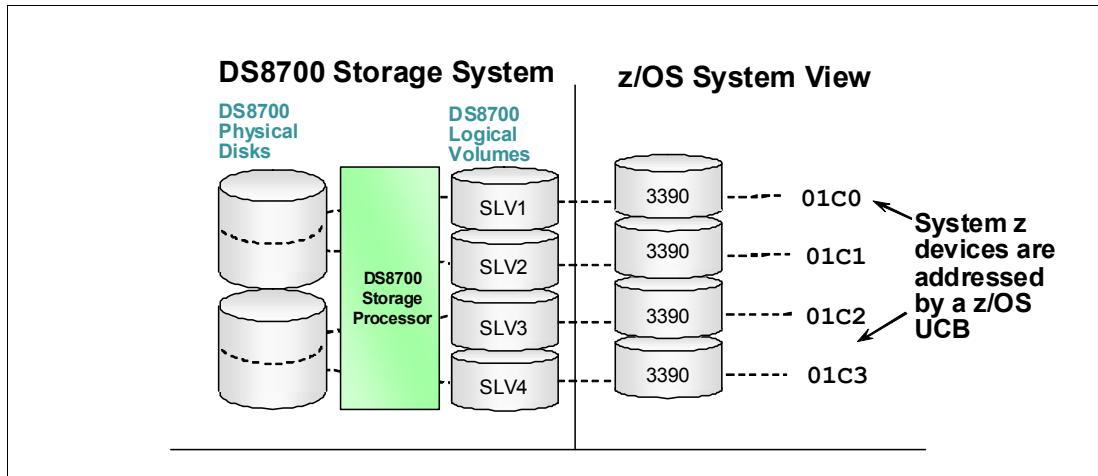 DS8700 Storage System
z/OS System View
DS8700
Physical
Disks
DS8700
Logical
Volumes
DS8700
Storage
Processor
SLV1
SLV2
SLV3
SLV4
3390
3390
3390
3390
01C0
01C1
01C2
01C3
System z
devices are
addressed
by a z/OS
UCB